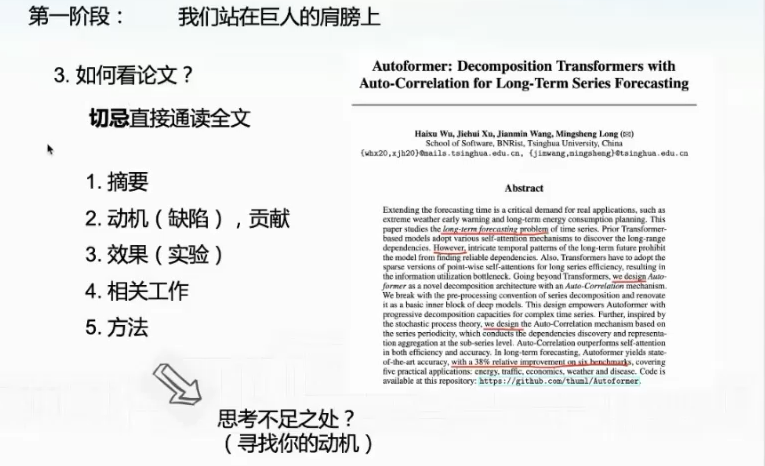 第一阶段： 我们站在巨人的肩膀上
3. 如何看论文？
切忌直接通读全文
1. 摘要
2. 动机（缺陷），贡献
3. 效果（实验）
4. 相关工作
5. 方法
思考不足之处？
（寻找你的动机）
Autoformer: Decomposition Transformers with
Auto-Correlation for Long-Term Series Forecasting
Haixu Wu, Jiehui Xu, Jianmin Wang, Mingsheng Long (✉)
School of Software, BNRist, Tsinghua University, China
{whx20,xjh20}@mails.tsinghua.edu.cn, {jimwang,mingsheng}@tsinghua.edu.cn
Abstract
Extending the forecasting time is a critical demand for real applications, such as
extreme weather early warning and long-term energy consumption planning. This
paper studies the long-term forecasting problem of time series. Prior Transformer-
based models adopt various self-attention mechanisms to discover the long-range
dependencies. However, intricate temporal patterns of the long-term future prohibit
the model from finding reliable dependencies. Also, Transformers have to adopt the
sparse versions of point-wise self-attentions for long series efficiency, resulting in
the information utilization bottleneck. Going beyond Transformers, we design Auto-
former as a novel decomposition architecture with an Auto-Correlation mechanism.
We break with the pre-processing convention of series decomposition and renovate
it as a basic inner block of deep models. This design empowers Autoformer with
progressive decomposition capacities for complex time series. Further, inspired by
the stochastic process theory, we design the Auto-Correlation mechanism based on
the series periodicity, which conducts the dependencies discovery and representa-
tion aggregation at the sub-series level. Auto-Correlation outperforms self-attention
in both efficiency and accuracy. In long-term forecasting, Autoformer yields state-
of-the-art accuracy, with a 38% relative improvement on six benchmarks, covering
five practical applications: energy, traffic, economics, weather and disease. Code is
available at this repository: https://github.com/thuml/Autoformer.